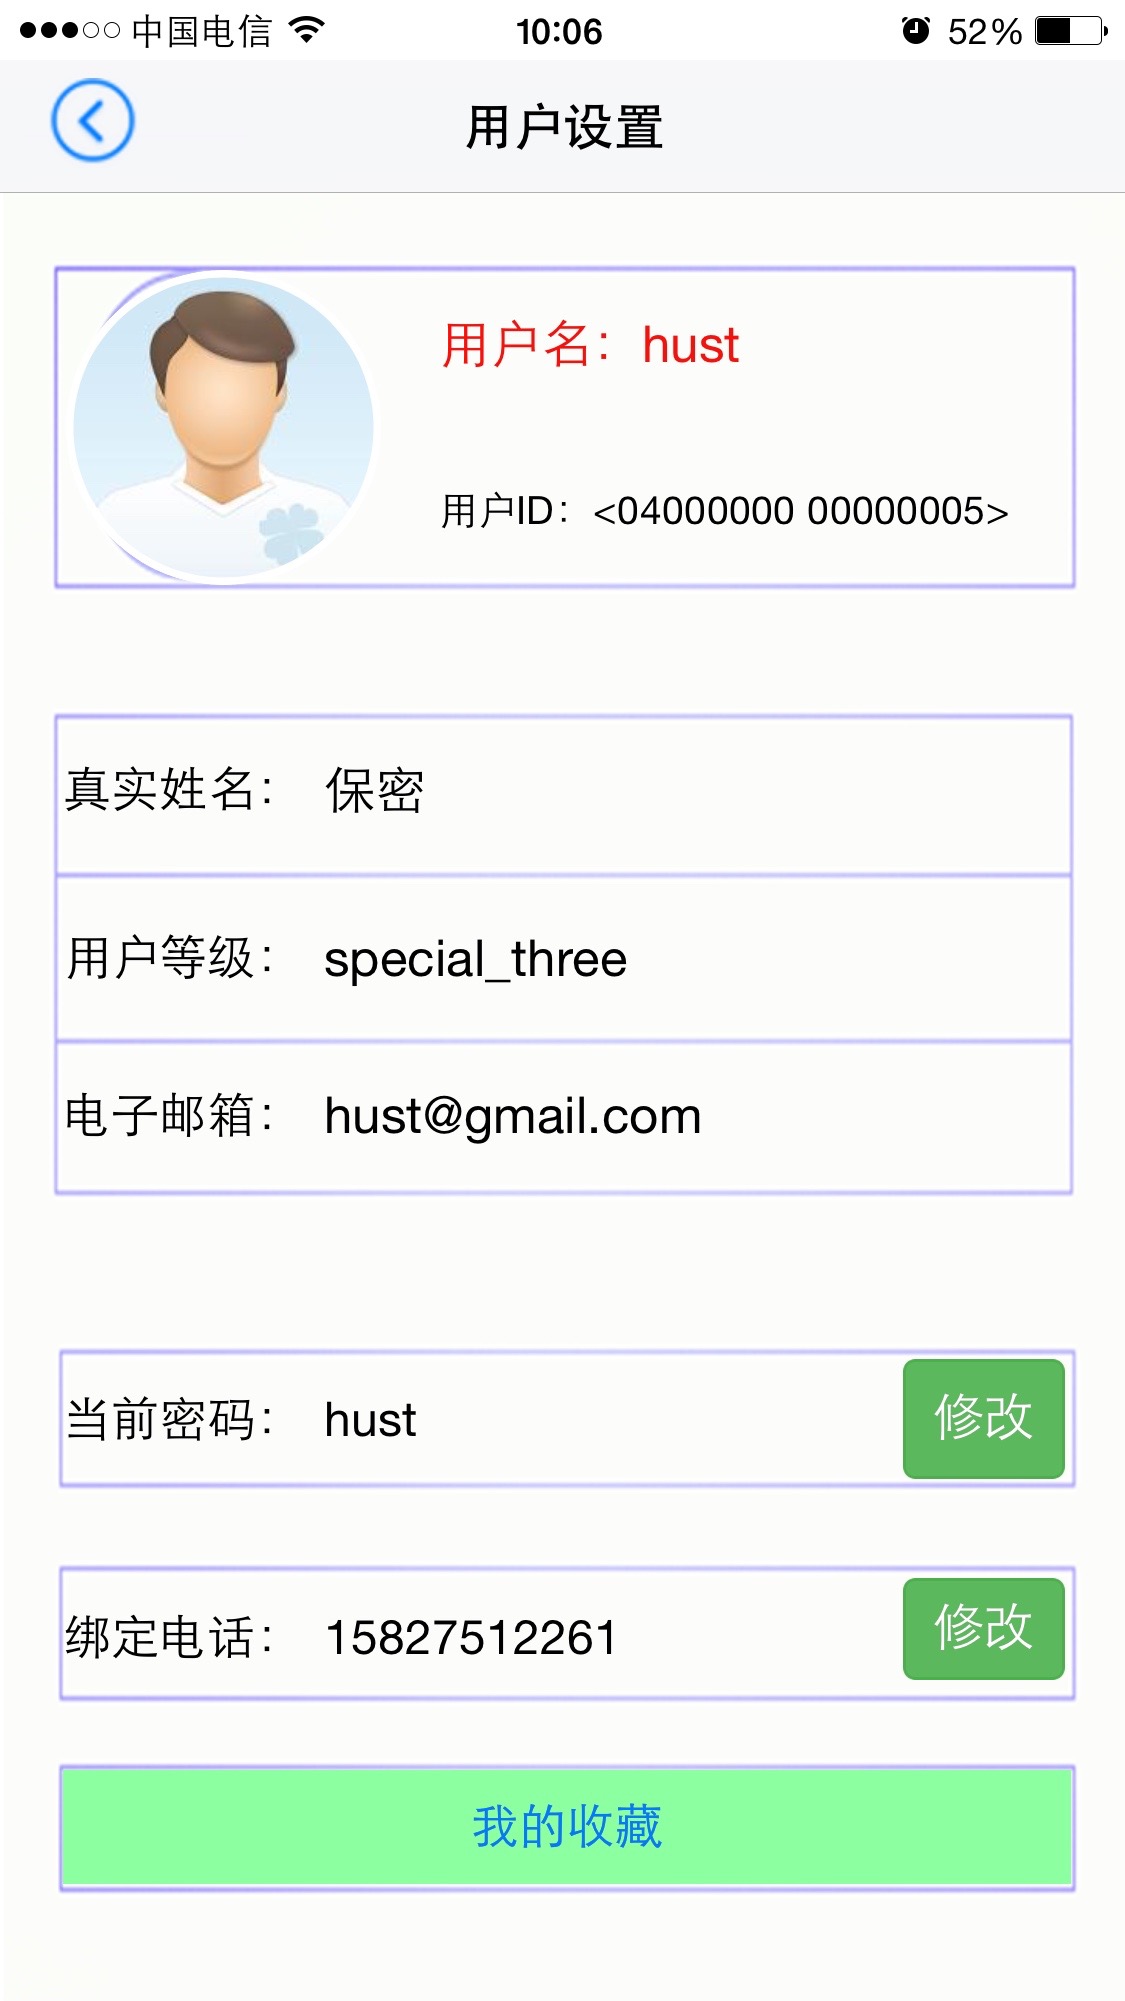 中国电信 10:06 52%
用户设置
用户名：hust
用户ID：<04000000 00000005>
真实姓名： 保密
用户等级： special_three
电子邮箱： hust@gmail.com
当前密码： hust 修改
绑定电话： 15827512261 修改
我的收藏